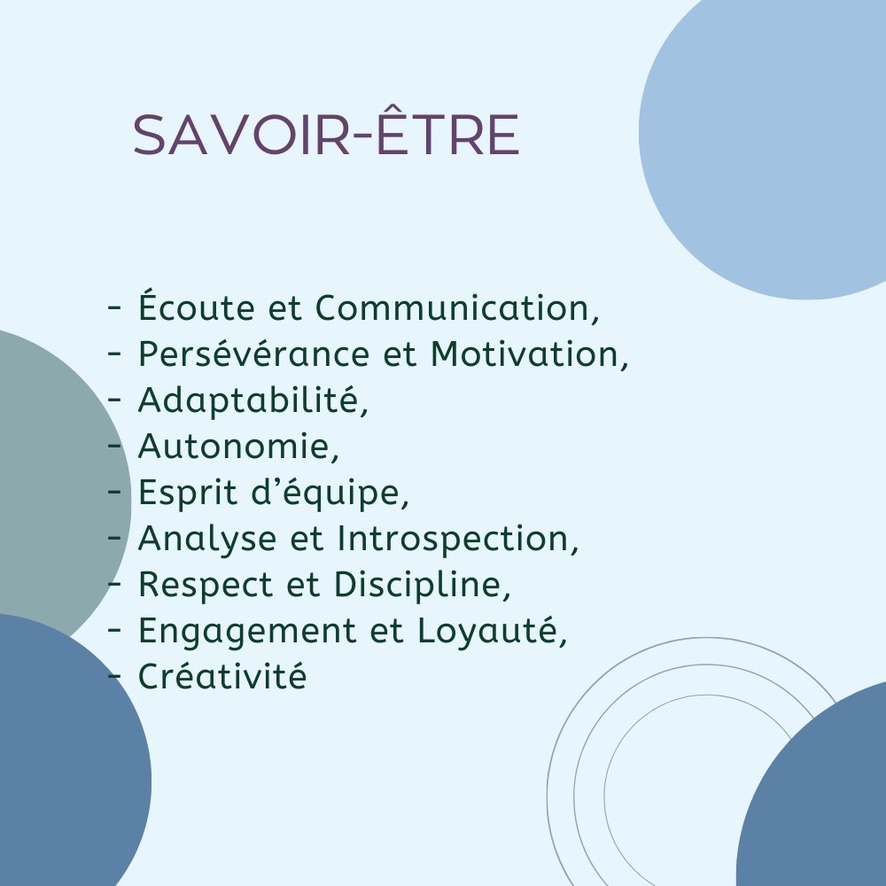 SAVOIR-ÊTRE
- Écoute et Communication,
- Persévérance et Motivation,
- Adaptabilité,
- Autonomie,
- Esprit d’équipe,
- Analyse et Introspection,
- Respect et Discipline,
- Engagement et Loyauté,
- Créativité